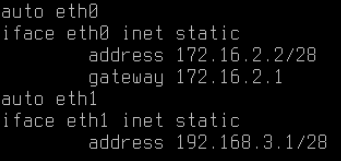 auto eth0
iface eth0 inet static
        address 172.16.2.2/28
        gateway 172.16.2.1
auto eth1
iface eth1 inet static
        address 192.168.3.1/28